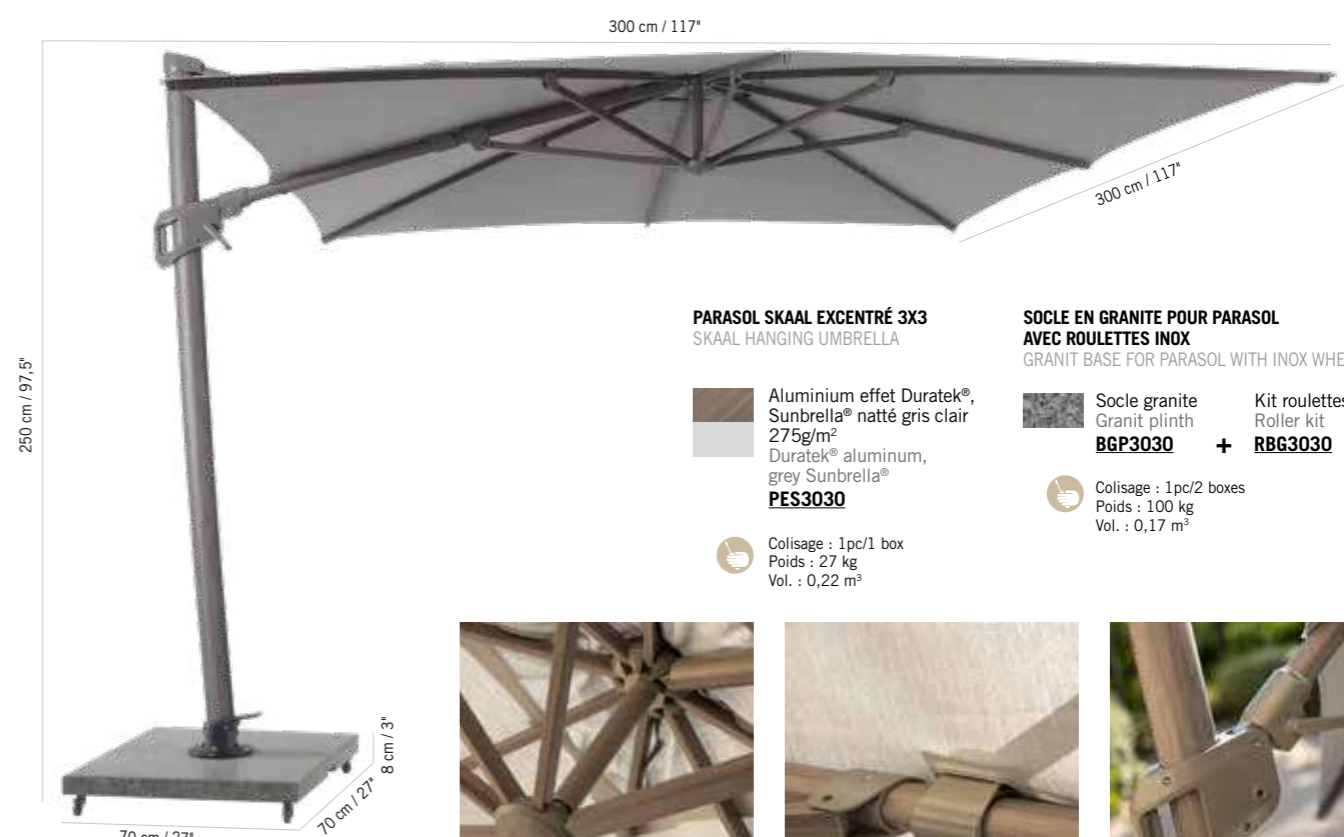 300 cm / 117"
300 cm / 117"
250 cm / 97,5"
PARASOL SKAAL EXCENTRÉ 3X3
SKAAL HANGING UMBRELLA
Aluminium effet Duratek®,
Sunbrella® natté gris clair
275g/m²
Duratek® aluminum,
grey Sunbrella®
PES3030
Colisage : 1pc/1 box
Poids : 27 kg
Vol. : 0,22 m³
SOCLE EN GRANITE POUR PARASOL
AVEC ROULETTES INOX
GRANIT BASE FOR PARASOL WITH INOX WHE
Socle granite
Granit plinth
BGP3030
+
Kit roulettes
Roller kit
RBG3030
Colisage : 1pc/2 boxes
Poids : 100 kg
Vol. : 0,17 m³
8 cm / 3"
70 cm / 27"
70 cm / 27"